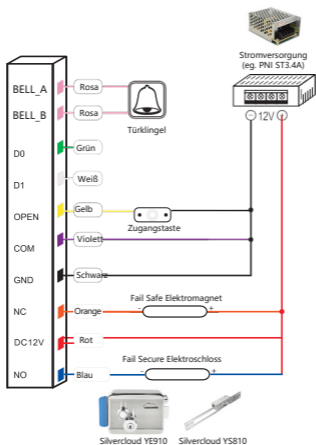 Stromversorgung
(eg. PNI ST3.4A)
12V
BELL_A Rosa
BELL_B Rosa
Türklingel
D0 Grün
D1 Weiß
OPEN Gelb
Zugangstaste
COM Violett
GND Schwarz
NC Orange Fail Safe Elektromagnet
DC12V Rot
Fail Secure Elektroschloss
NO Blau
Silvercloud YE910 Silvercloud YS810